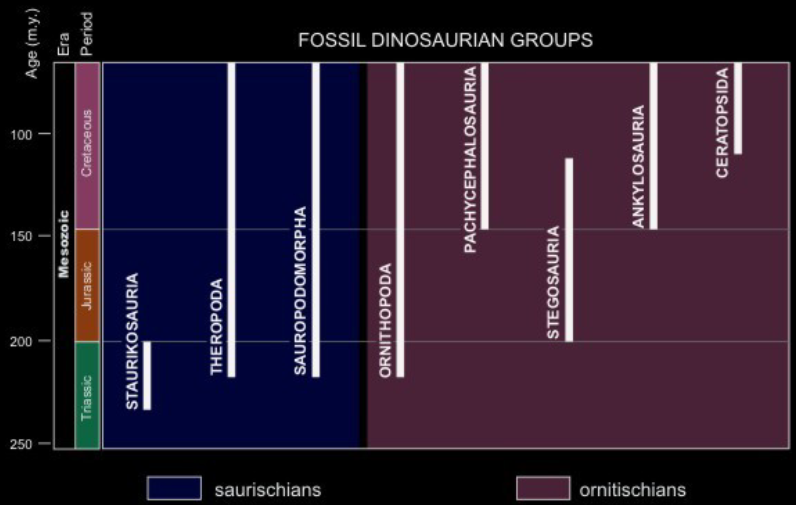 FOSSIL DINOSAURIAN GROUPS
Age (m.y.)
Era
Period
100
150
200
250
Mesozoic
Cretaceous
Jurassic
Triassic
STAURIKOSAURIA
THEROPODA
SAUROPODOMORPHA
ORNITHOPODA
PACHYCEPHALOSAURIA
STEGOSAURIA
ANKYLOSAURIA
CERATOPSIDA
saurischians
ornitischians